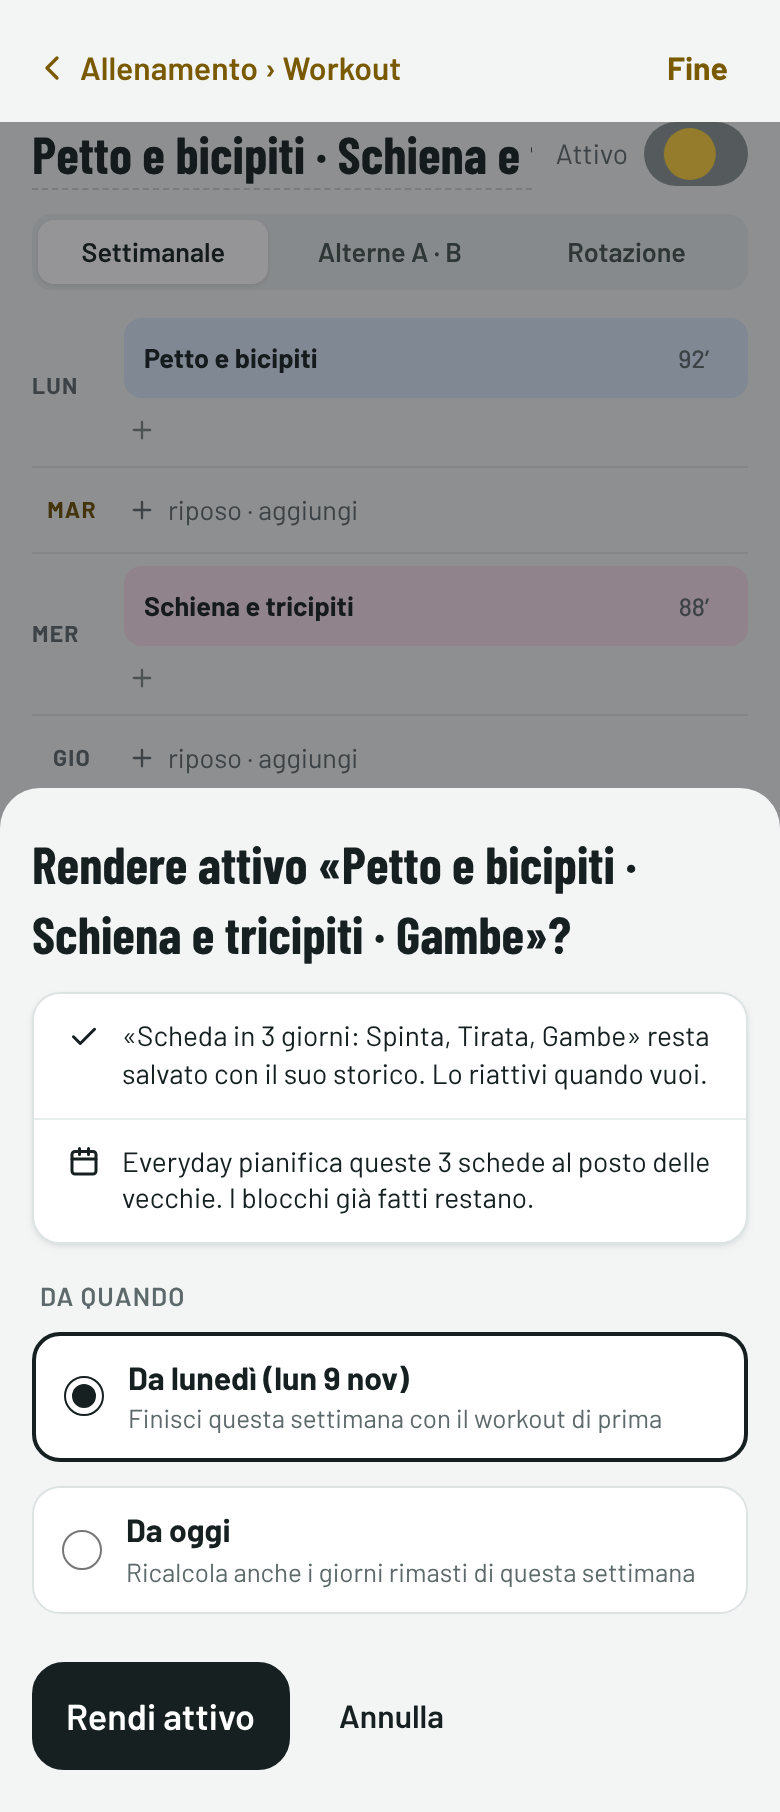 Allenamento › Workout
Fine
Petto e bicipiti · Schiena e
Attivo
Settimanale
Alterne A · B
Rotazione
LUN
Petto e bicipiti
92′
+
MAR
+ riposo · aggiungi
MER
Schiena e tricipiti
88′
+
GIO
+ riposo · aggiungi
Rendere attivo «Petto e bicipiti ·
Schiena e tricipiti · Gambe»?
«Scheda in 3 giorni: Spinta, Tirata, Gambe» resta
salvato con il suo storico. Lo riattivi quando vuoi.
Everyday pianifica queste 3 schede al posto delle
vecchie. I blocchi già fatti restano.
DA QUANDO
Da lunedì (lun 9 nov)
Finisci questa settimana con il workout di prima
Da oggi
Ricalcola anche i giorni rimasti di questa settimana
Rendi attivo
Annulla